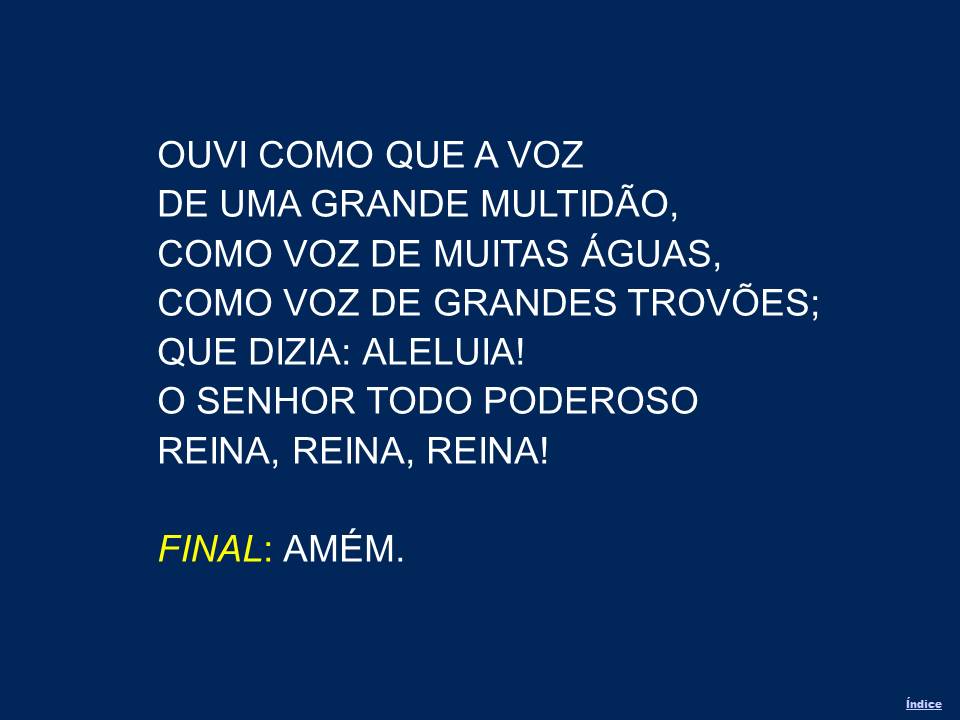 OUVI COMO QUE A VOZ
DE UMA GRANDE MULTIDÃO,
COMO VOZ DE MUITAS ÁGUAS,
COMO VOZ DE GRANDES TROVÕES;
QUE DIZIA: ALELUIA!
O SENHOR TODO PODEROSO
REINA, REINA, REINA!
FINAL: AMÉM.
Índice